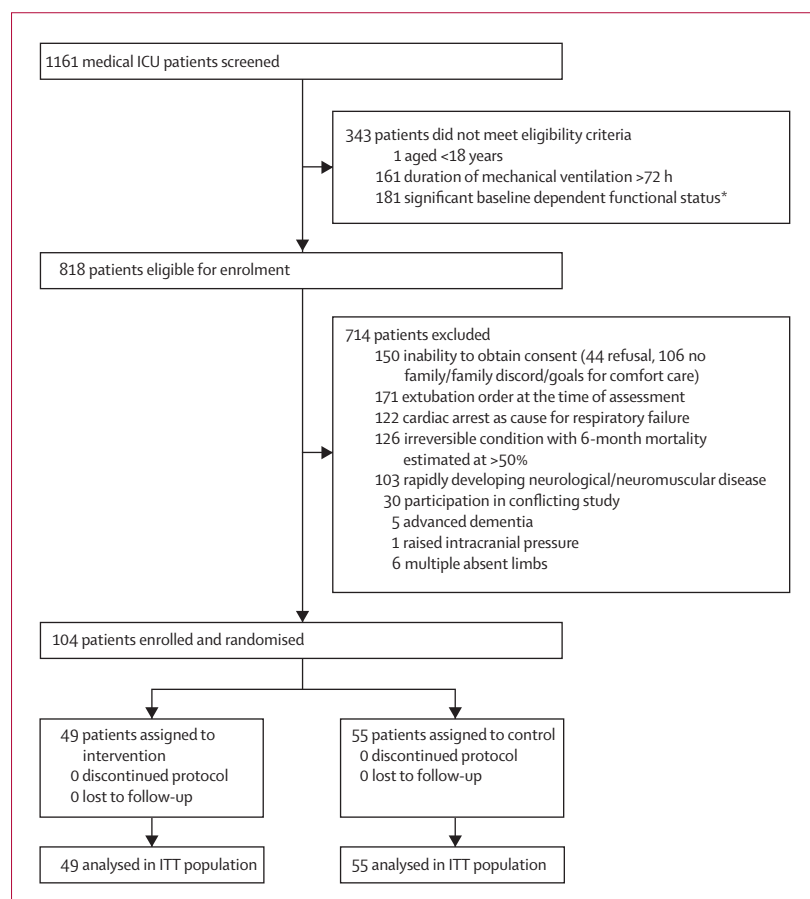 1161 medical ICU patients screened
343 patients did not meet eligibility criteria
1 aged <18 years
161 duration of mechanical ventilation >72 h
181 significant baseline dependent functional status*
818 patients eligible for enrolment
714 patients excluded
150 inability to obtain consent (44 refusal, 106 no
family/family discord/goals for comfort care)
171 extubation order at the time of assessment
122 cardiac arrest as cause for respiratory failure
126 irreversible condition with 6-month mortality
estimated at >50%
103 rapidly developing neurological/neuromuscular disease
30 participation in conflicting study
5 advanced dementia
1 raised intracranial pressure
6 multiple absent limbs
104 patients enrolled and randomised
49 patients assigned to
intervention
0 discontinued protocol
0 lost to follow-up
55 patients assigned to control
0 discontinued protocol
0 lost to follow-up
49 analysed in ITT population
55 analysed in ITT population